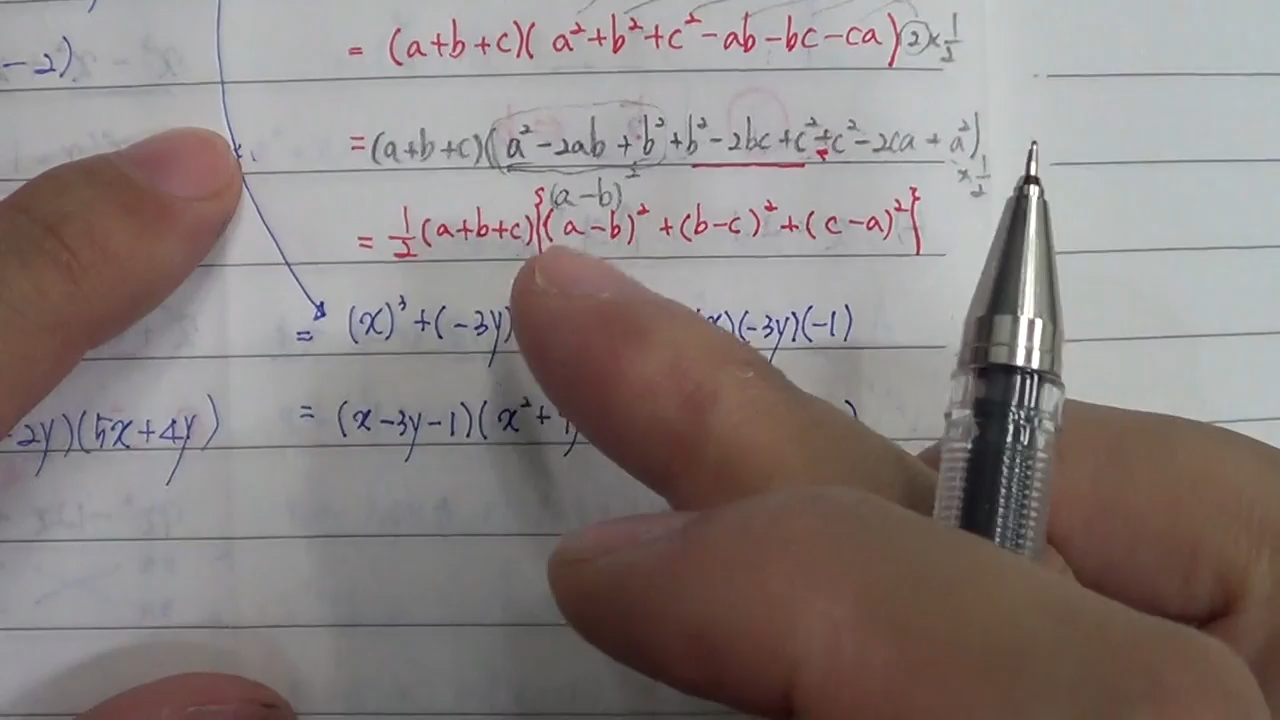 -2)
= (a+b+c)( a²+b²+c²-ab-bc-ca)②×1/2
=(a+b+c)(a²-2ab+b²+b²-2bc+c²+c²-2ca+a²)
×1/2
(a-b)²
= 1/2(a+b+c){(a-b)²+(b-c)²+(c-a)²}
= (x)³+(-3y) )(-3y)(-1)
2y)(5x+4y)
= (x-3y-1)(x²+ y )